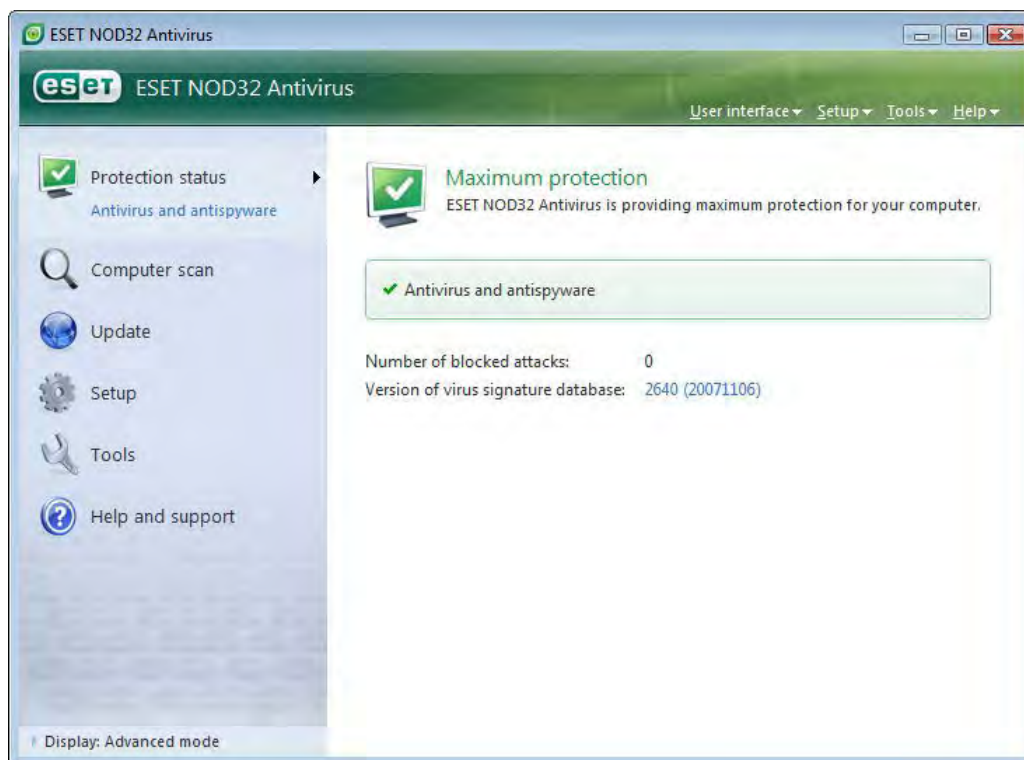 ESET NOD32 Antivirus
eset ESET NOD32 Antivirus
User interface Setup Tools Help
Protection status
Antivirus and antispyware
Computer scan
Update
Setup
Tools
Help and support
Display: Advanced mode
Maximum protection
ESET NOD32 Antivirus is providing maximum protection for your computer.
Antivirus and antispyware
Number of blocked attacks: 0
Version of virus signature database: 2640 (20071106)